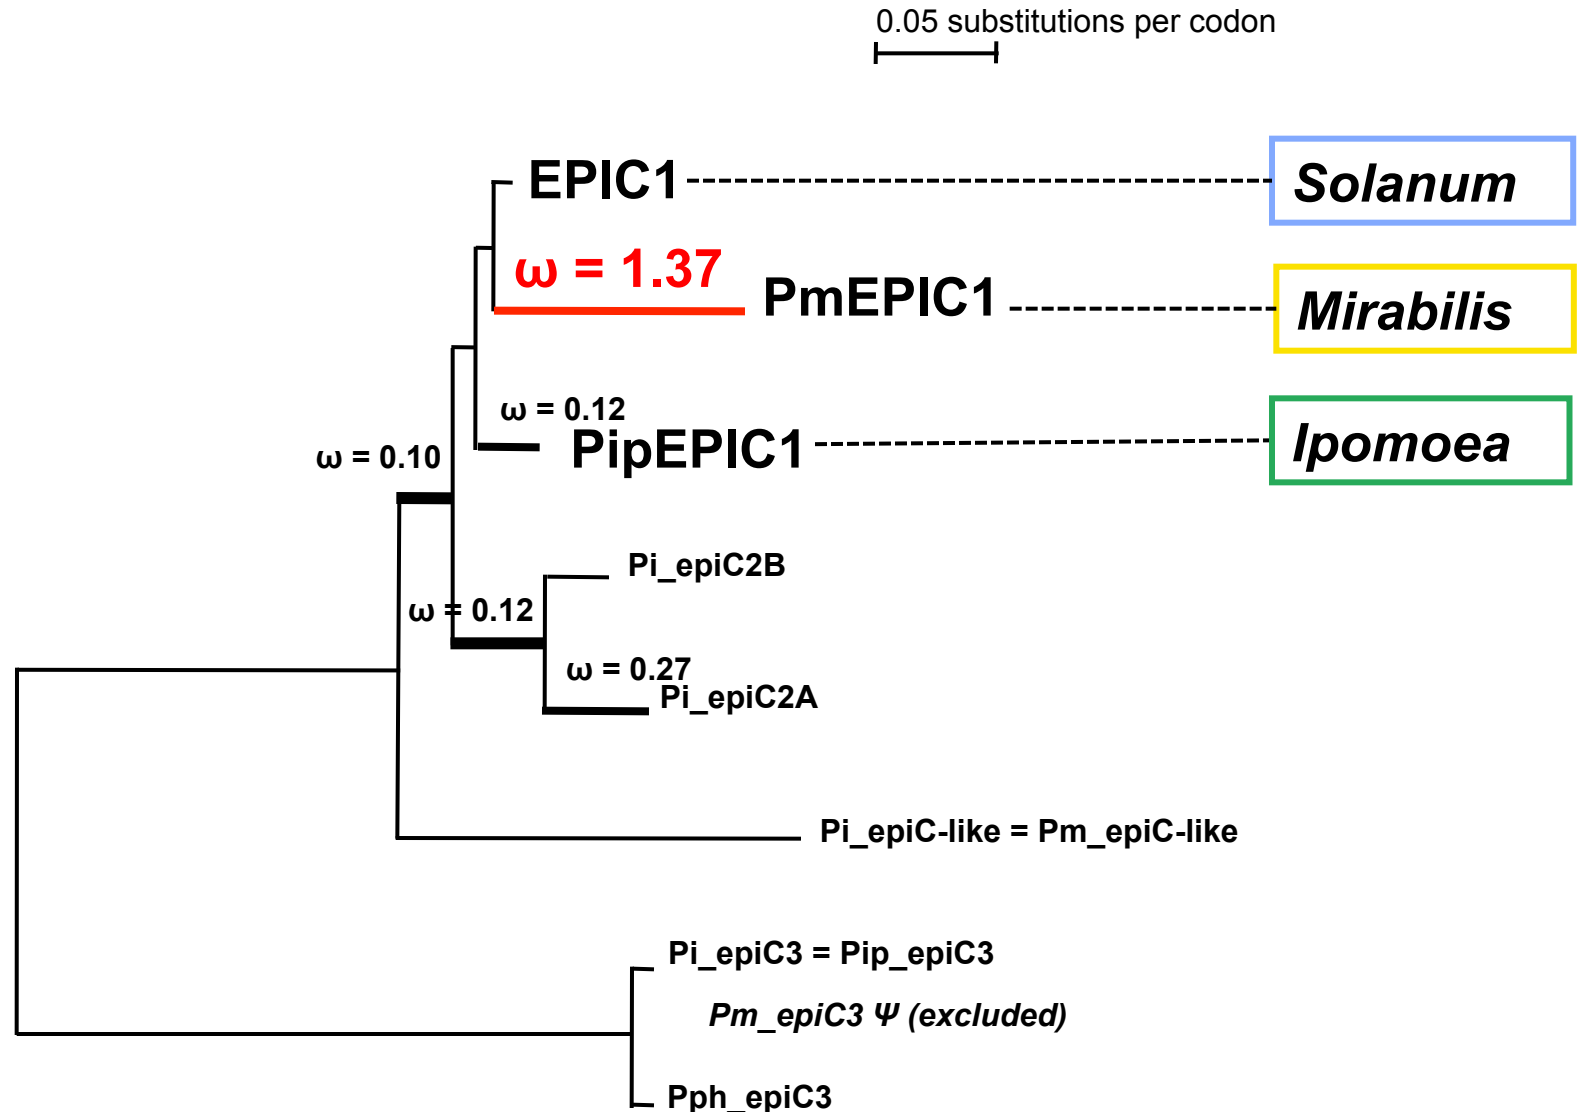 0.05 substitutions per codon
EPIC1
Solanum
ω = 1.37
PmEPIC1
Mirabilis
ω = 0.12
PipEPIC1
Ipomoea
ω = 0.10
Pi_epiC2B
ω = 0.12
ω = 0.27
Pi_epiC2A
Pi_epiC-like = Pm_epiC-like
Pi_epiC3 = Pip_epiC3
Pm_epiC3 Ψ (excluded)
Pph_epiC3